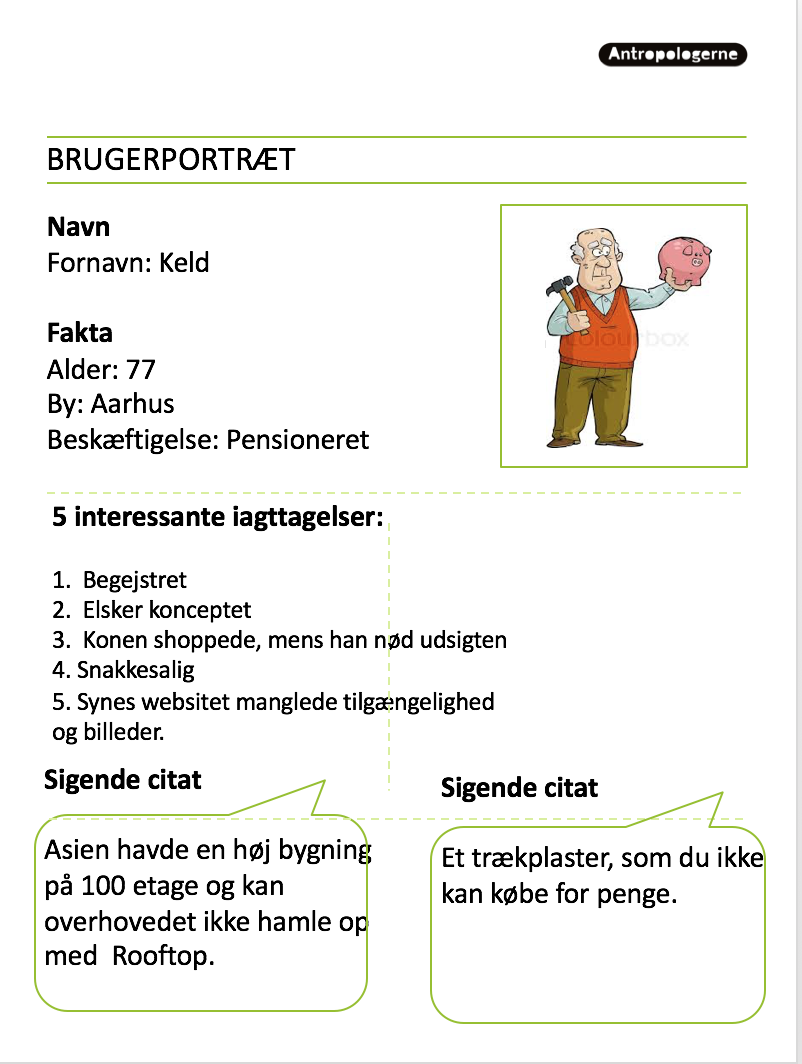 Antropologerne
BRUGERPORTRÆT
Navn
Fornavn: Keld
Fakta
Alder: 77
By: Aarhus
Beskæftigelse: Pensioneret
colourbox
5 interessante iagttagelser:
1. Begejstret
2. Elsker konceptet
3. Konen shoppede, mens han nød udsigten
4. Snakkesalig
5. Synes websitet manglede tilgængelighed
og billeder.
Sigende citat
Asien havde en høj bygning
på 100 etage og kan
overhovedet ikke hamle op
med Rooftop.
Sigende citat
Et trækplaster, som du ikke
kan købe for penge.